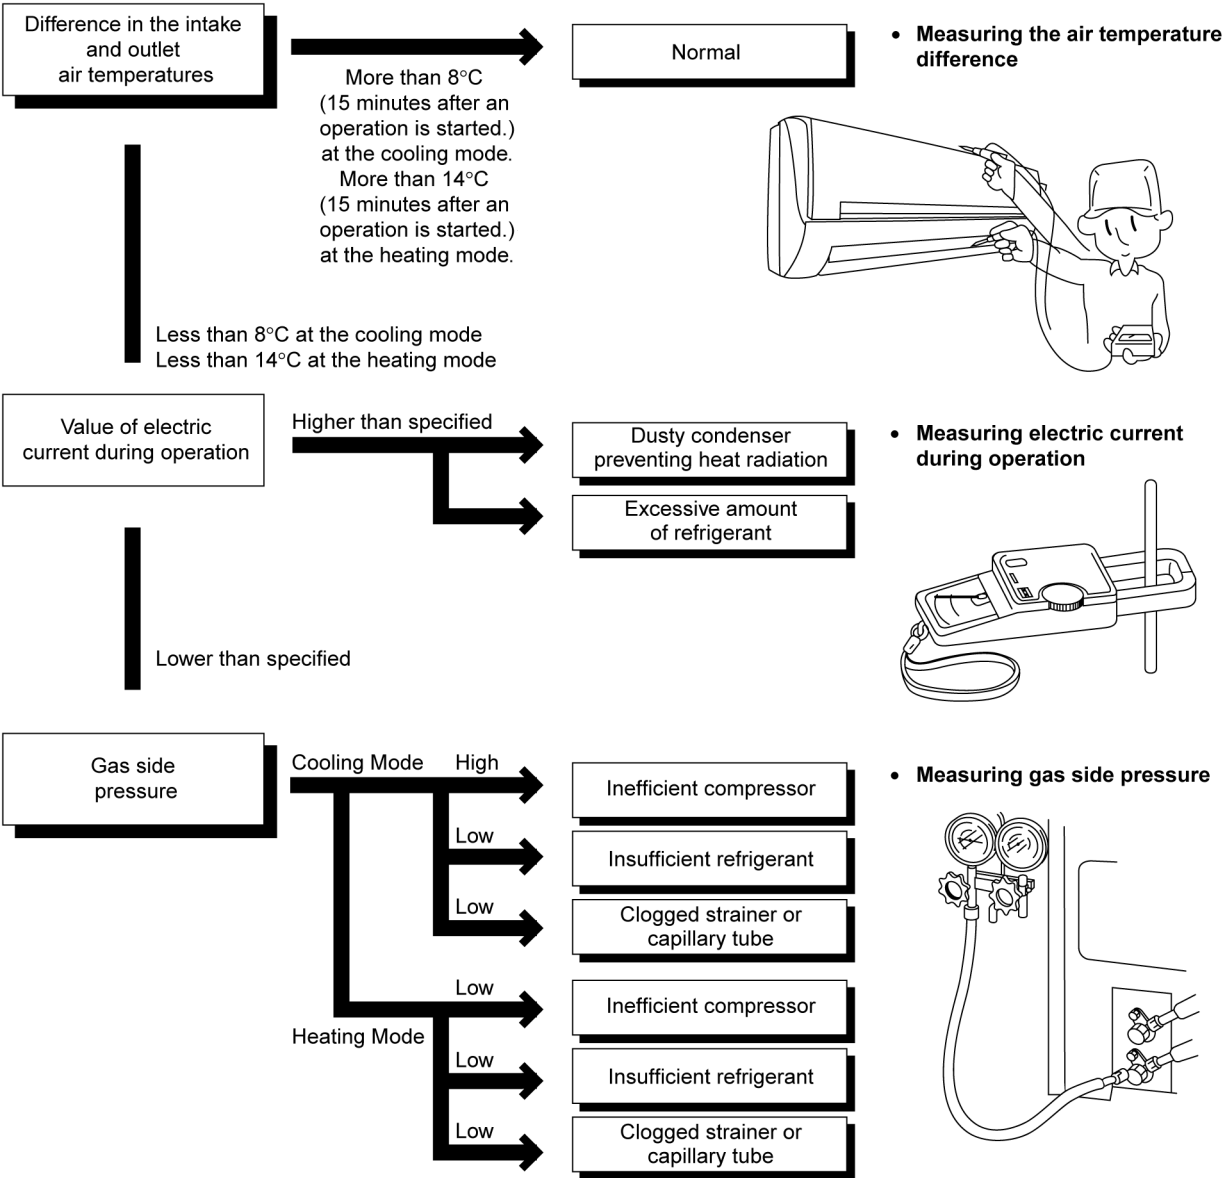 Difference in the intake
and outlet
air temperatures
More than 8°C
(15 minutes after an
operation is started.)
at the cooling mode.
More than 14°C
(15 minutes after an
operation is started.)
at the heating mode.
Normal
• Measuring the air temperature
difference
Less than 8°C at the cooling mode
Less than 14°C at the heating mode
Value of electric
current during operation
Higher than specified
Dusty condenser
preventing heat radiation
Excessive amount
of refrigerant
• Measuring electric current
during operation
Lower than specified
Gas side
pressure
Cooling Mode
High
Inefficient compressor
Low
Insufficient refrigerant
Low
Clogged strainer or
capillary tube
Heating Mode
Low
Inefficient compressor
Low
Insufficient refrigerant
Low
Clogged strainer or
capillary tube
• Measuring gas side pressure